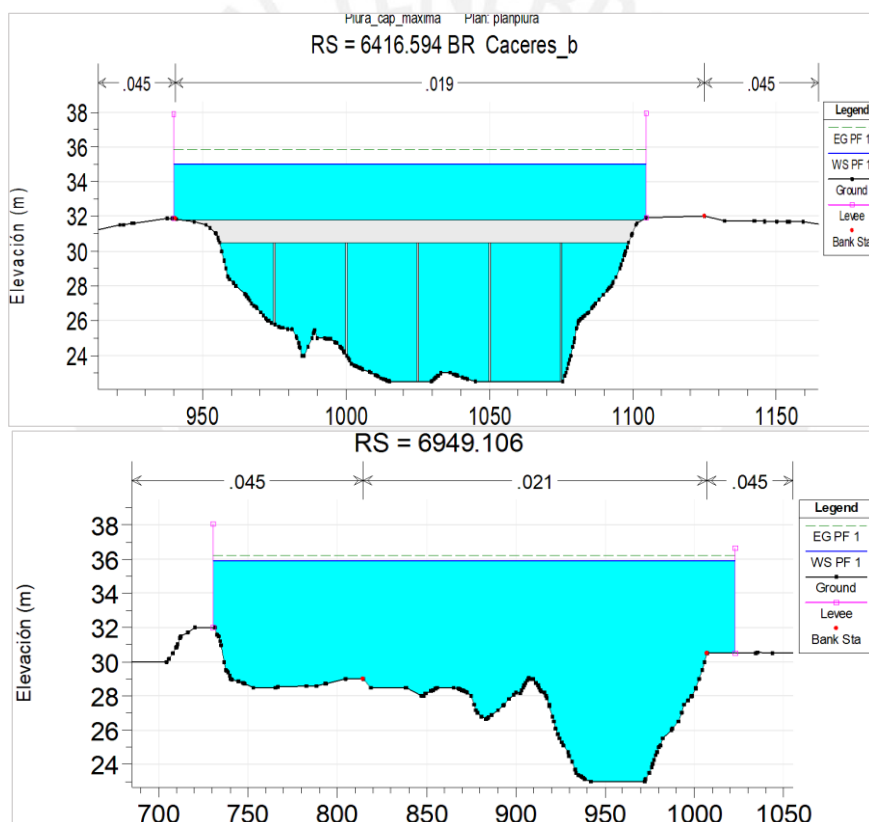 Piura_cap_maxima Plan: planpiura
RS = 6416.594 BR Caceres_b
.045 .019 .045
Legend
EG PF 1
WS PF 1
Ground
Levee
Bank Sta
Elevación (m)
38
36
34
32
30
28
26
24
950 1000 1050 1100 1150
RS = 6949.106
.045 .021 .045
Legend
EG PF 1
WS PF 1
Ground
Levee
Bank Sta
Elevación (m)
38
36
34
32
30
28
26
24
700 750 800 850 900 950 1000 1050